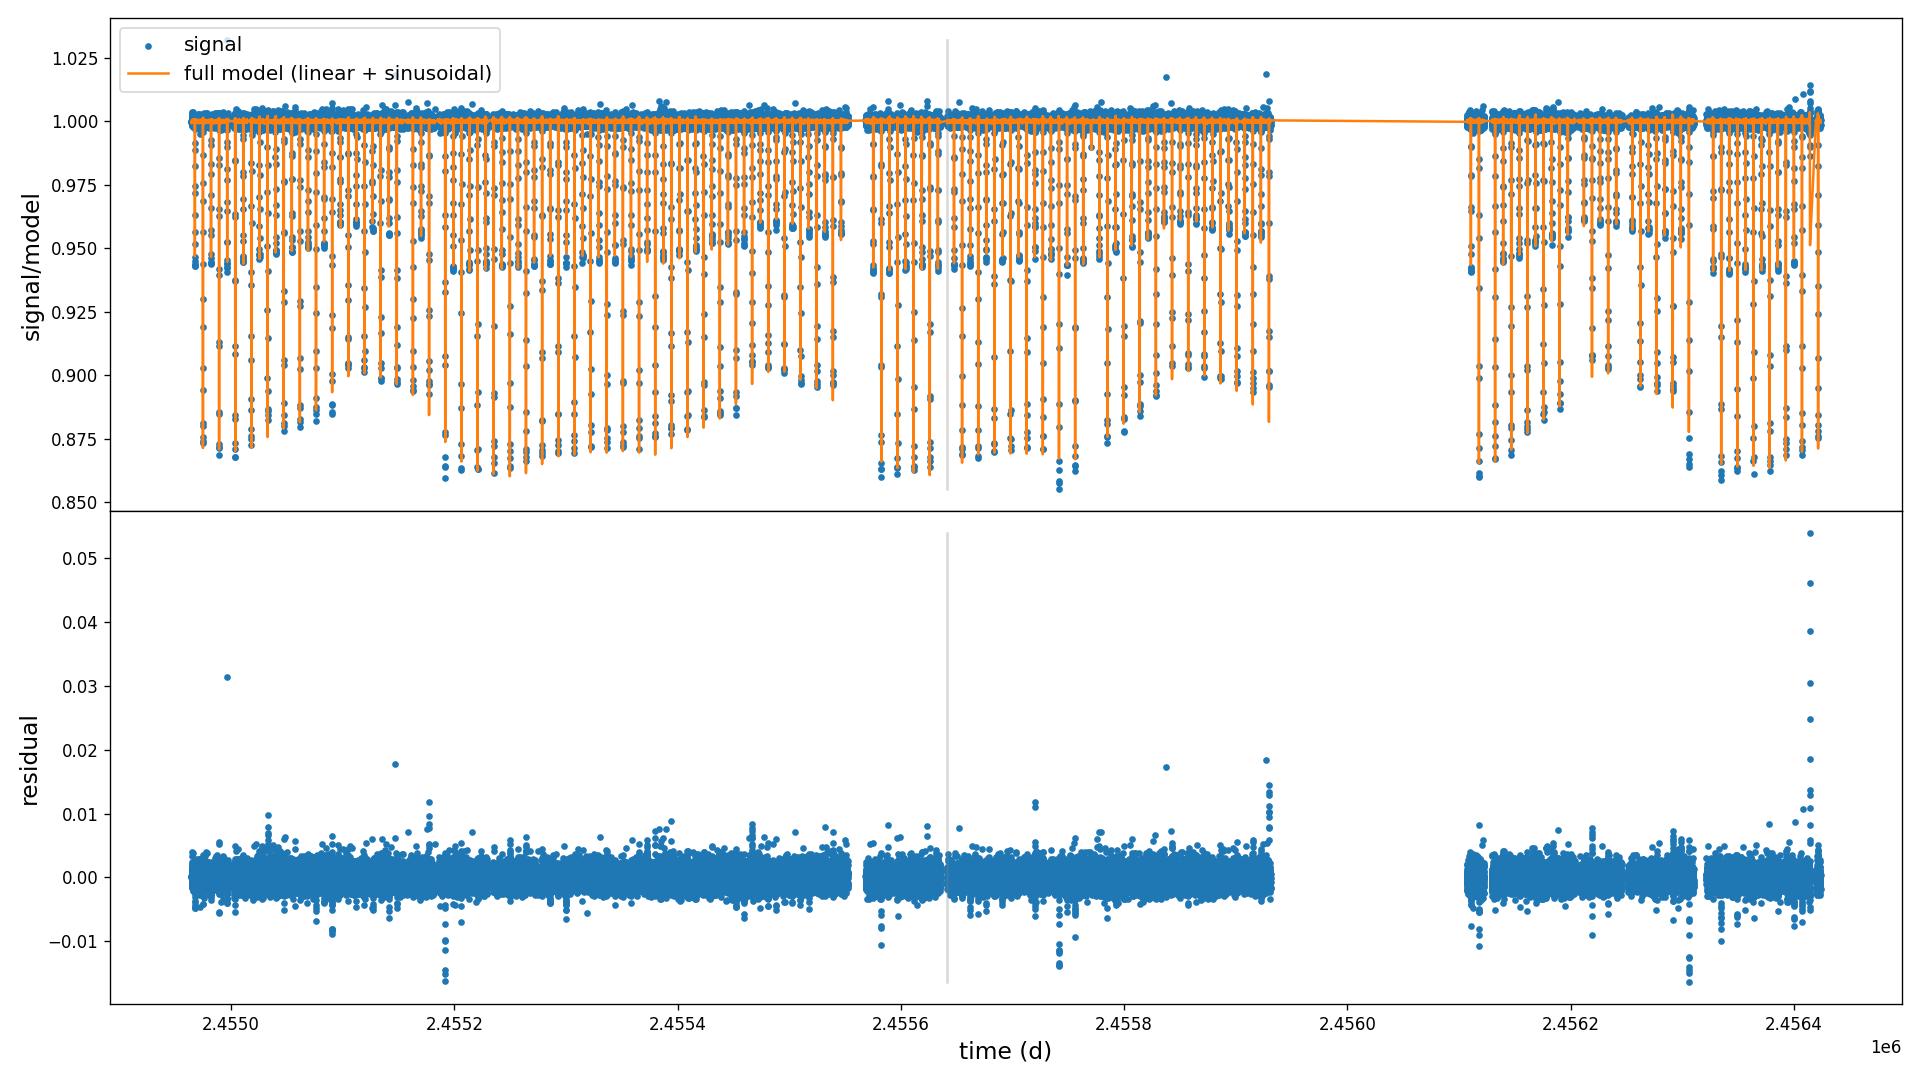 signal
full model (linear + sinusoidal)
signal/model
1.025
1.000
0.975
0.950
0.925
0.900
0.875
0.850
residual
0.05
0.04
0.03
0.02
0.01
0.00
−0.01
2.4550 2.4552 2.4554 2.4556 2.4558 2.4560 2.4562 2.4564
1e6
time (d)